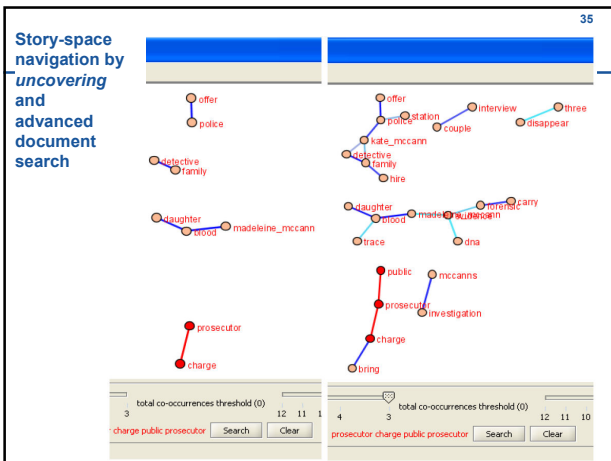 35
Story-space
navigation by
uncovering
and
advanced
document
search
offer
police
detective
family
daughter
blood
madeleine_mccann
prosecutor
charge
total co-occurrences threshold (0)
3
12 11 1
r charge public prosecutor Search Clear
offer
police
station
interview
couple
three
disappear
kate_mccann
detective
family
hire
daughter
blood
madeleine_mccann
evidence
forensic
carry
trace
dna
public
prosecutor
charge
bring
mccanns
investigation
total co-occurrences threshold (0)
4 3
12 11 10
prosecutor charge public prosecutor Search Clear